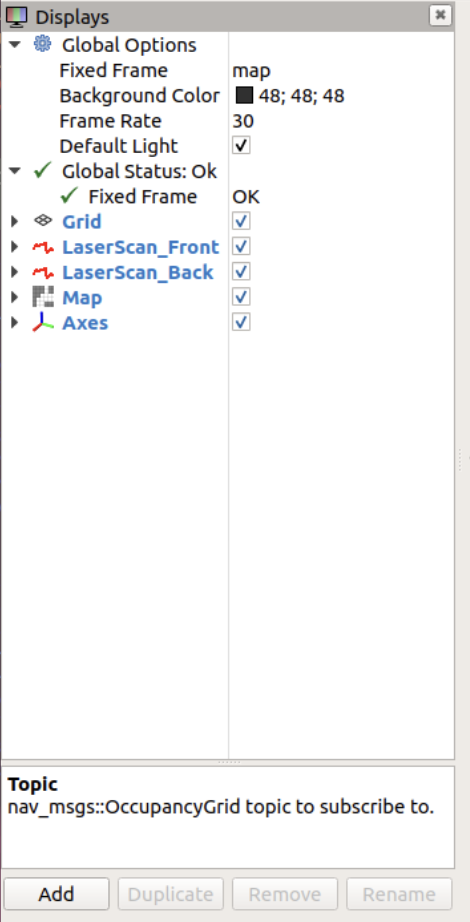 Displays
Global Options
Fixed Frame map
Background Color 48; 48; 48
Frame Rate 30
Default Light
Global Status: Ok
Fixed Frame OK
Grid
LaserScan_Front
LaserScan_Back
Map
Axes
Topic
nav_msgs::OccupancyGrid topic to subscribe to.
Add Duplicate Remove Rename